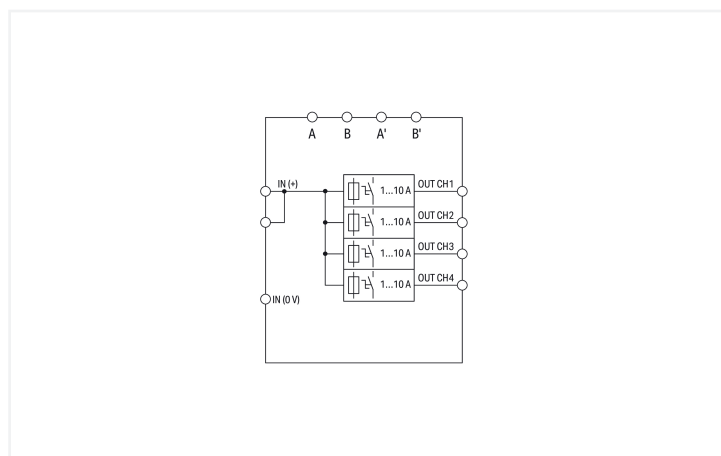 A B A' B'
IN (+)
1...10 A OUT CH1
1...10 A OUT CH2
1...10 A OUT CH3
1...10 A OUT CH4
IN (0 V)